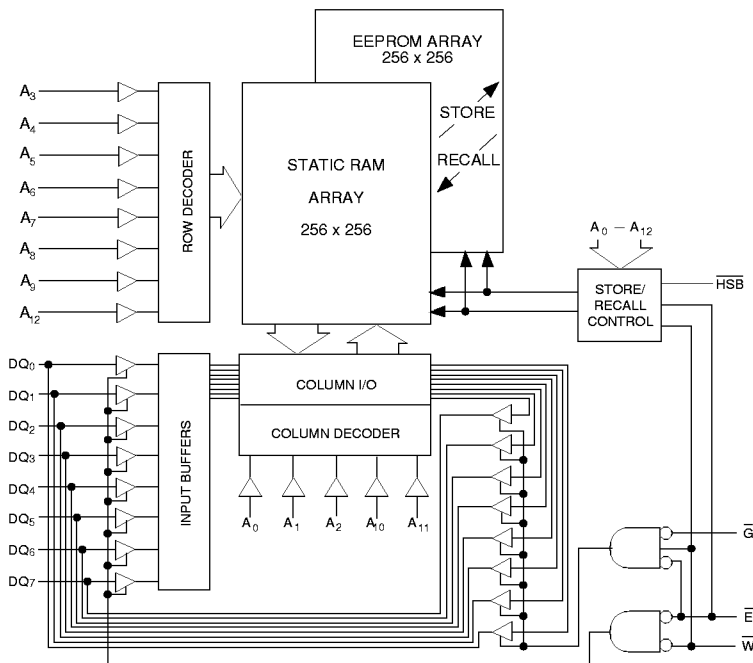 EEPROM ARRAY
256 x 256
STORE
RECALL
A3
A4
A5
A6
A7
A8
A9
A12
ROW DECODER
STATIC RAM
ARRAY
256 x 256
A0 – A12
STORE/
RECALL
CONTROL
HSB
DQ0
DQ1
DQ2
DQ3
DQ4
DQ5
DQ6
DQ7
INPUT BUFFERS
COLUMN I/O
COLUMN DECODER
A0 A1 A2 A10 A11
G
E
W